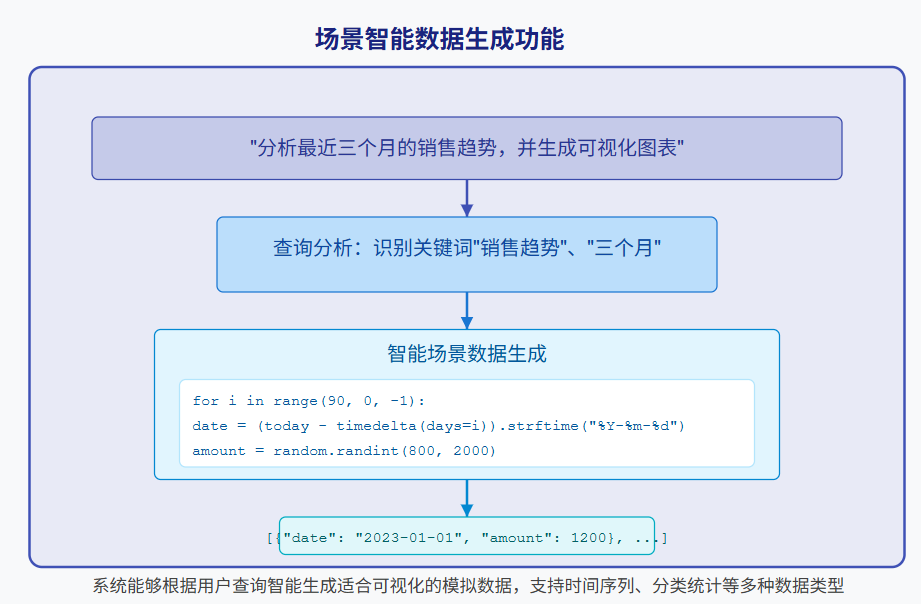 场景智能数据生成功能
"分析最近三个月的销售趋势，并生成可视化图表"
查询分析：识别关键词"销售趋势"、"三个月"
智能场景数据生成
for i in range(90, 0, -1):
date = (today - timedelta(days=i)).strftime("%Y-%m-%d")
amount = random.randint(800, 2000)
[{"date": "2023-01-01", "amount": 1200}, ...]
系统能够根据用户查询智能生成适合可视化的模拟数据，支持时间序列、分类统计等多种数据类型